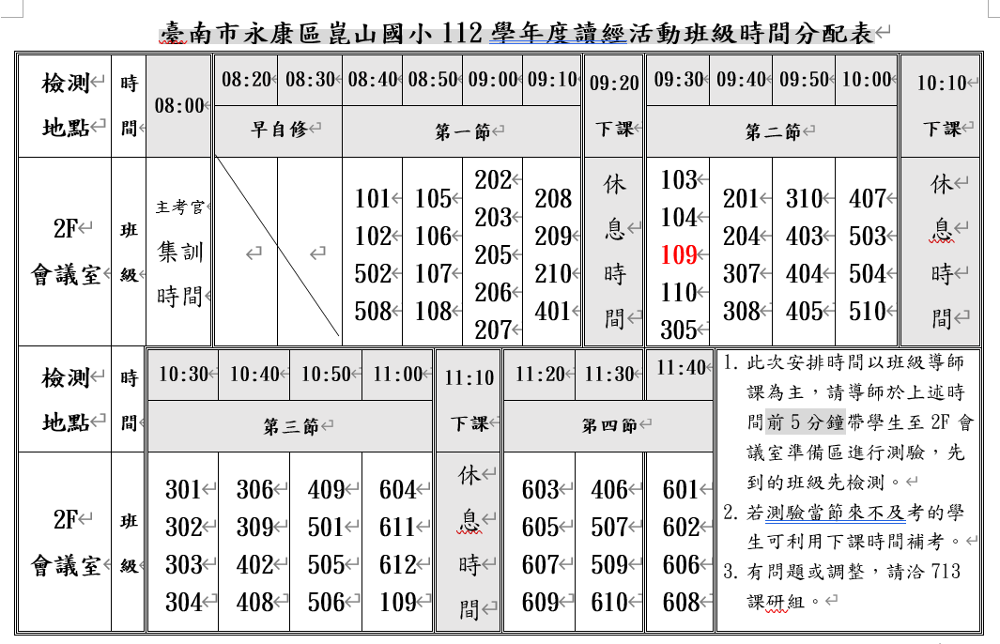 臺南市永康區崑山國小 112 學年度讀經活動班級時間分配表
檢測 時 08:00 08:20 08:30 08:40 08:50 09:00 09:10 09:20 09:30 09:40 09:50 10:00 10:10
地點 間 早自修 第一節 下課 第二節 下課
2F
會議室
班
級
主考官
集訓
時間
101
102
502
508
105
106
107
108
202
203
205
206
207
208
209
210
401
休
息
時
間
103
104
109
110
305
201
204
307
308
310
403
404
405
407
503
504
510
休
息
時
間
檢測 時 10:30 10:40 10:50 11:00 11:10 11:20 11:30 11:40
地點 間 第三節 下課 第四節
2F
會議室
班
級
301
302
303
304
306
309
402
408
409
501
505
506
604
611
612
109
休
息
時
間
603
605
607
609
406
507
509
610
601
602
606
608
1. 此次安排時間以班級導師
課為主，請導師於上述時
間前 5 分鐘帶學生至 2F 會
議室準備區進行測驗，先
到的班級先檢測。
2. 若測驗當節來不及考的學
生可利用下課時間補考。
3. 有問題或調整，請洽 713
課研組。